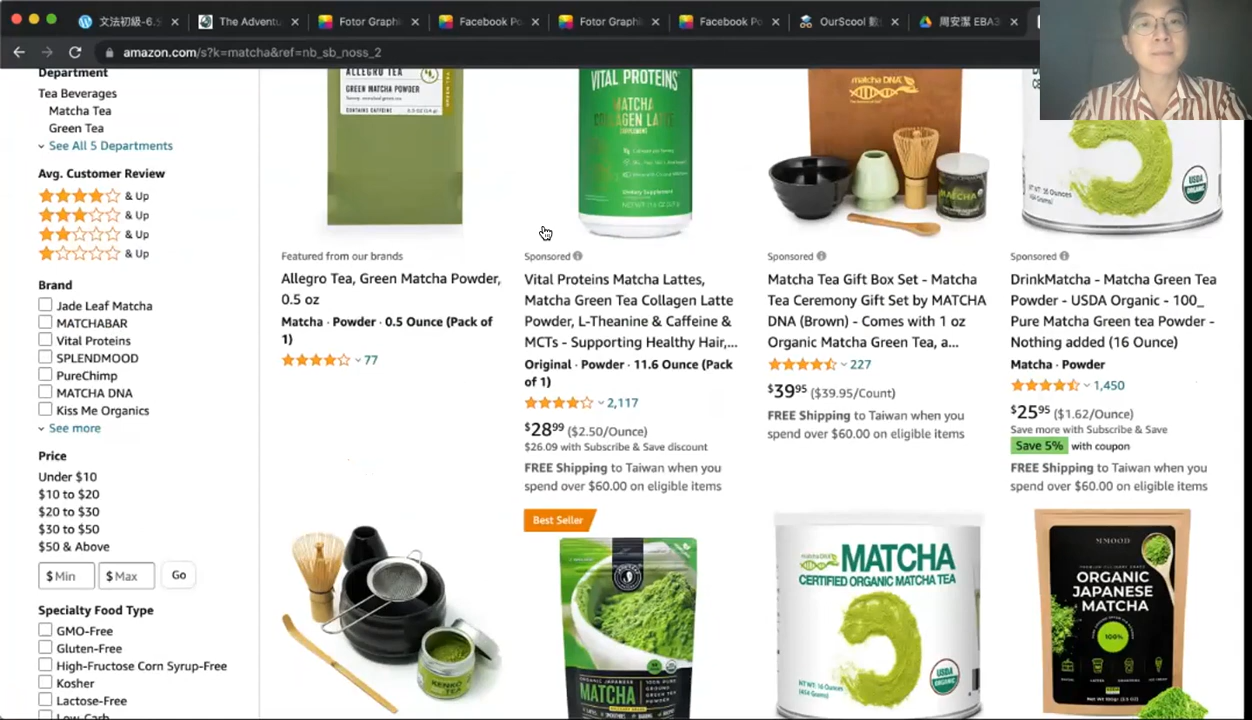 文法初級-6.5
The Adventu
Fotor Graphi
Facebook Po
Fotor Graphi
Facebook Po
OurScool 數
周安潔 EBA3
amazon.com/s?k=matcha&ref=nb_sb_noss_2
Department
Tea Beverages
Matcha Tea
Green Tea
See All 5 Departments
Avg. Customer Review
& Up
& Up
& Up
& Up
Brand
Jade Leaf Matcha
MATCHABAR
Vital Proteins
SPLENDMOOD
PureChimp
MATCHA DNA
Kiss Me Organics
See more
Price
Under $10
$10 to $20
$20 to $30
$30 to $50
$50 & Above
$ Min
$ Max
Go
Specialty Food Type
GMO-Free
Gluten-Free
High-Fructose Corn Syrup-Free
Kosher
Lactose-Free
Low-Carb
ALLEGRO TEA
GREEN MATCHA POWDER
CONTAINS CAFFEINE
Featured from our brands
Allegro Tea, Green Matcha Powder,
0.5 oz
Matcha · Powder · 0.5 Ounce (Pack of
1)
77
VITAL PROTEINS
MATCHA
COLLAGEN LATTE
Sponsored
Vital Proteins Matcha Lattes,
Matcha Green Tea Collagen Latte
Powder, L-Theanine & Caffeine &
MCTs - Supporting Healthy Hair,...
Original · Powder · 11.6 Ounce (Pack
of 1)
2,117
$28⁹⁹ ($2.50/Ounce)
$26.09 with Subscribe & Save discount
FREE Shipping to Taiwan when you
spend over $60.00 on eligible items
matcha DNA
MATCHA
Sponsored
Matcha Tea Gift Box Set - Matcha
Tea Ceremony Gift Set by MATCHA
DNA (Brown) - Comes with 1 oz
Organic Matcha Green Tea, a...
227
$39⁹⁵ ($39.95/Count)
FREE Shipping to Taiwan when you
spend over $60.00 on eligible items
USDA
ORGANIC
Sponsored
DrinkMatcha - Matcha Green Tea
Powder - USDA Organic - 100_
Pure Matcha Green tea Powder -
Nothing added (16 Ounce)
Matcha · Powder
1,450
$25⁹⁵ ($1.62/Ounce)
Save more with Subscribe & Save
Save 5% with coupon
FREE Shipping to Taiwan when you
spend over $60.00 on eligible items
KENKO
TEA
Best Seller
ORGANIC JAPANESE
MATCHA
matcha DNA
MATCHA
CERTIFIED ORGANIC MATCHA TEA
USDA
ORGANIC
ORGANIC
JAPANESE
MATCHA
100%